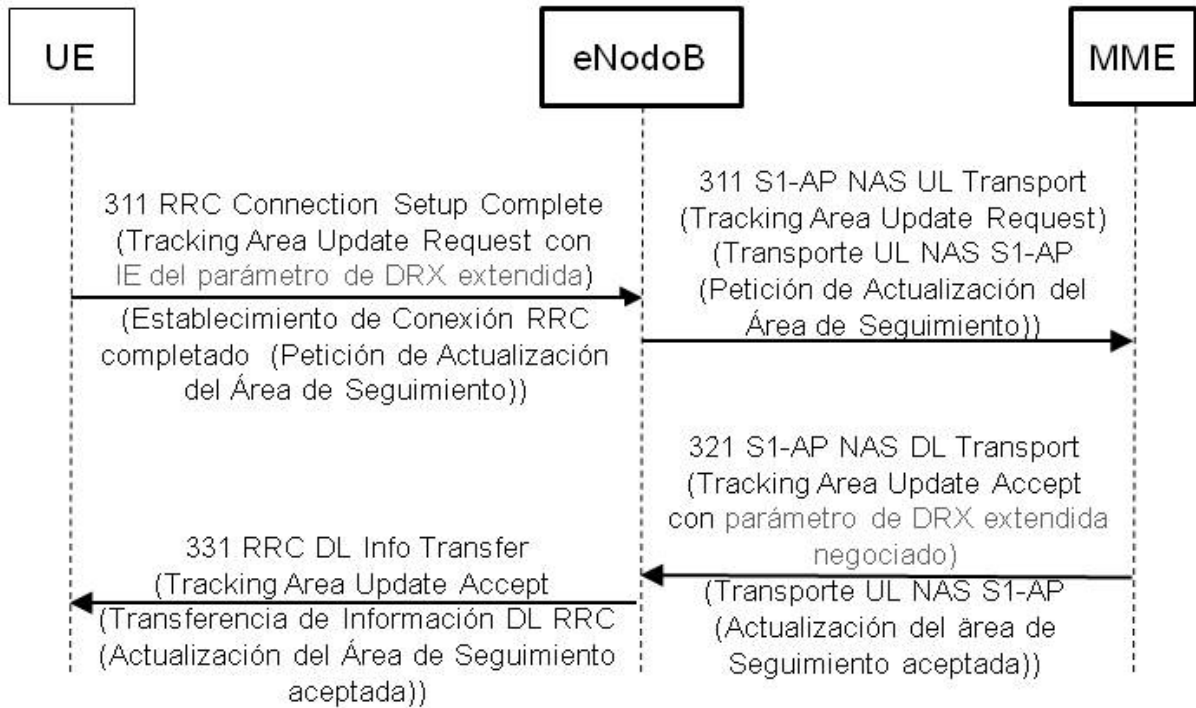 UE
eNodoB
MME
311 RRC Connection Setup Complete
(Tracking Area Update Request con
IE del parámetro de DRX extendida)
(Establecimiento de Conexión RRC
completado (Petición de Actualización
del Área de Seguimiento))
311 S1-AP NAS UL Transport
(Tracking Area Update Request)
(Transporte UL NAS S1-AP
(Petición de Actualización del
Área de Seguimiento))
321 S1-AP NAS DL Transport
(Tracking Area Update Accept
con parámetro de DRX extendida
negociado)
(Transporte UL NAS S1-AP
(Actualización del ärea de
Seguimiento aceptada))
331 RRC DL Info Transfer
(Tracking Area Update Accept
(Transferencia de Información DL RRC
(Actualización del Área de Seguimiento
aceptada))